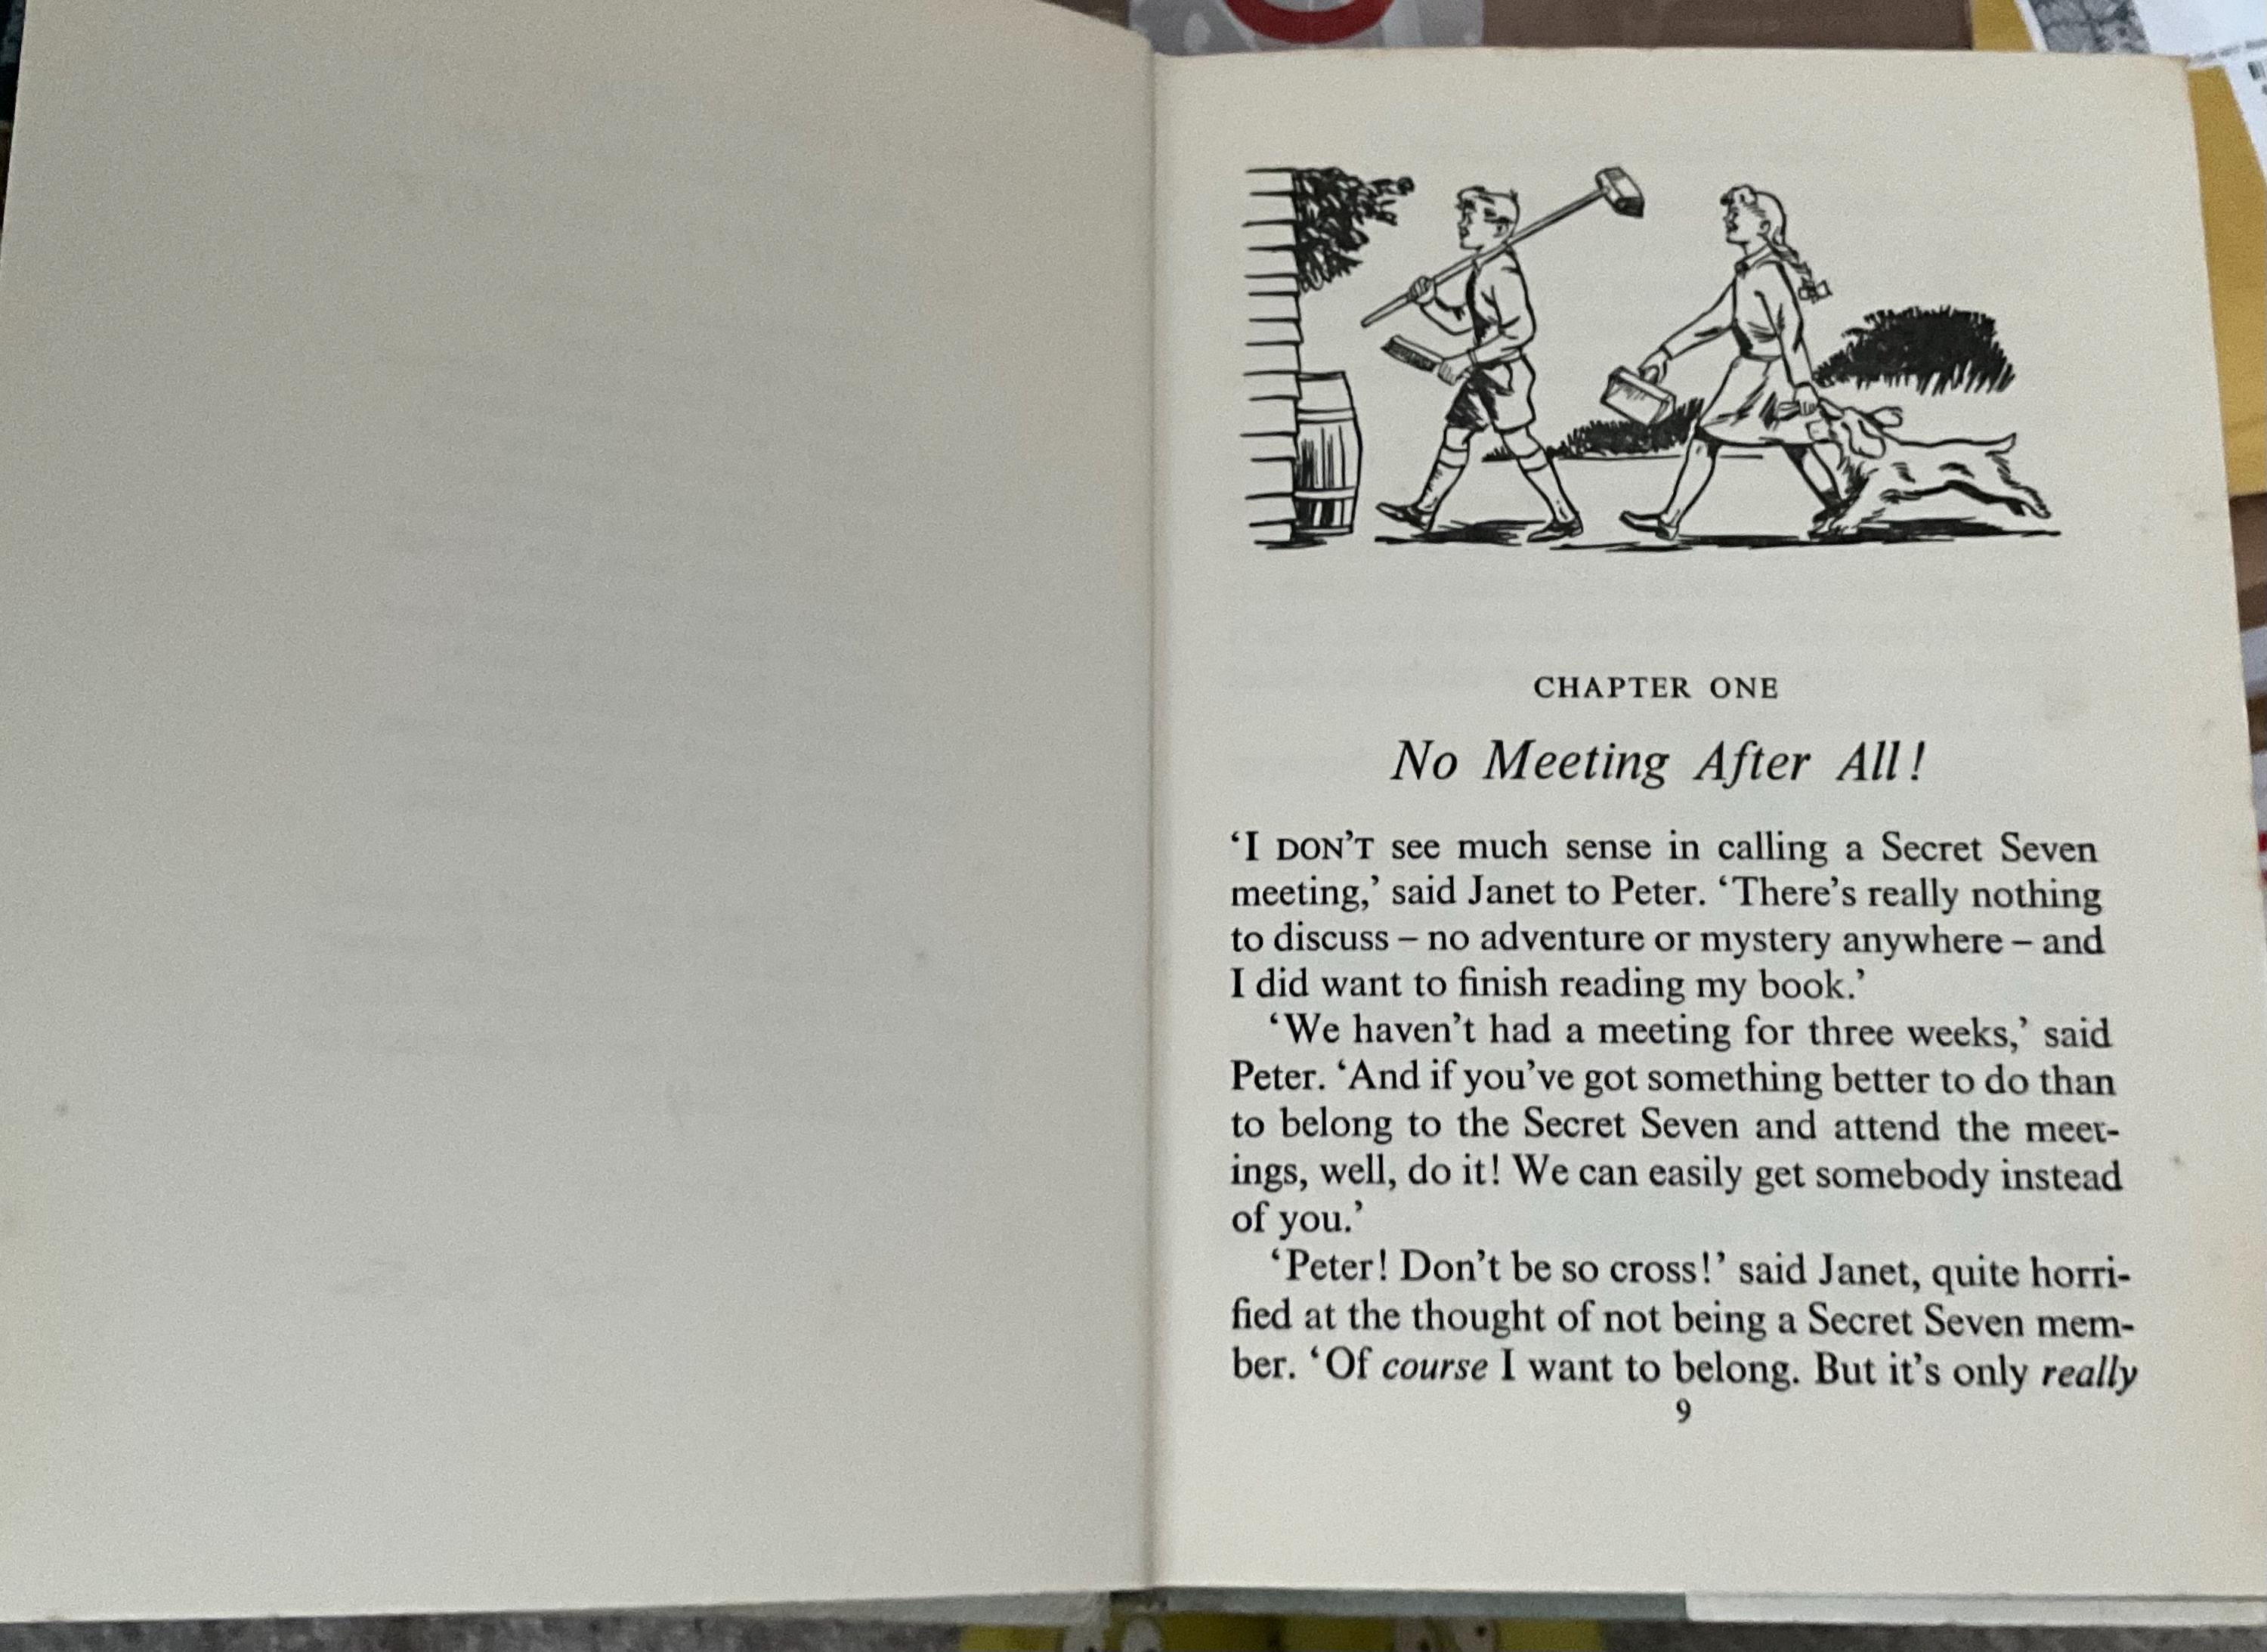 CHAPTER ONE
No Meeting After All!
‘I DON’T see much sense in calling a Secret Seven
meeting,’ said Janet to Peter. ‘There’s really nothing
to discuss – no adventure or mystery anywhere – and
I did want to finish reading my book.’
‘We haven’t had a meeting for three weeks,’ said
Peter. ‘And if you’ve got something better to do than
to belong to the Secret Seven and attend the meet-
ings, well, do it! We can easily get somebody instead
of you.’
‘Peter! Don’t be so cross!’ said Janet, quite horri-
fied at the thought of not being a Secret Seven mem-
ber. ‘Of course I want to belong. But it’s only really
9